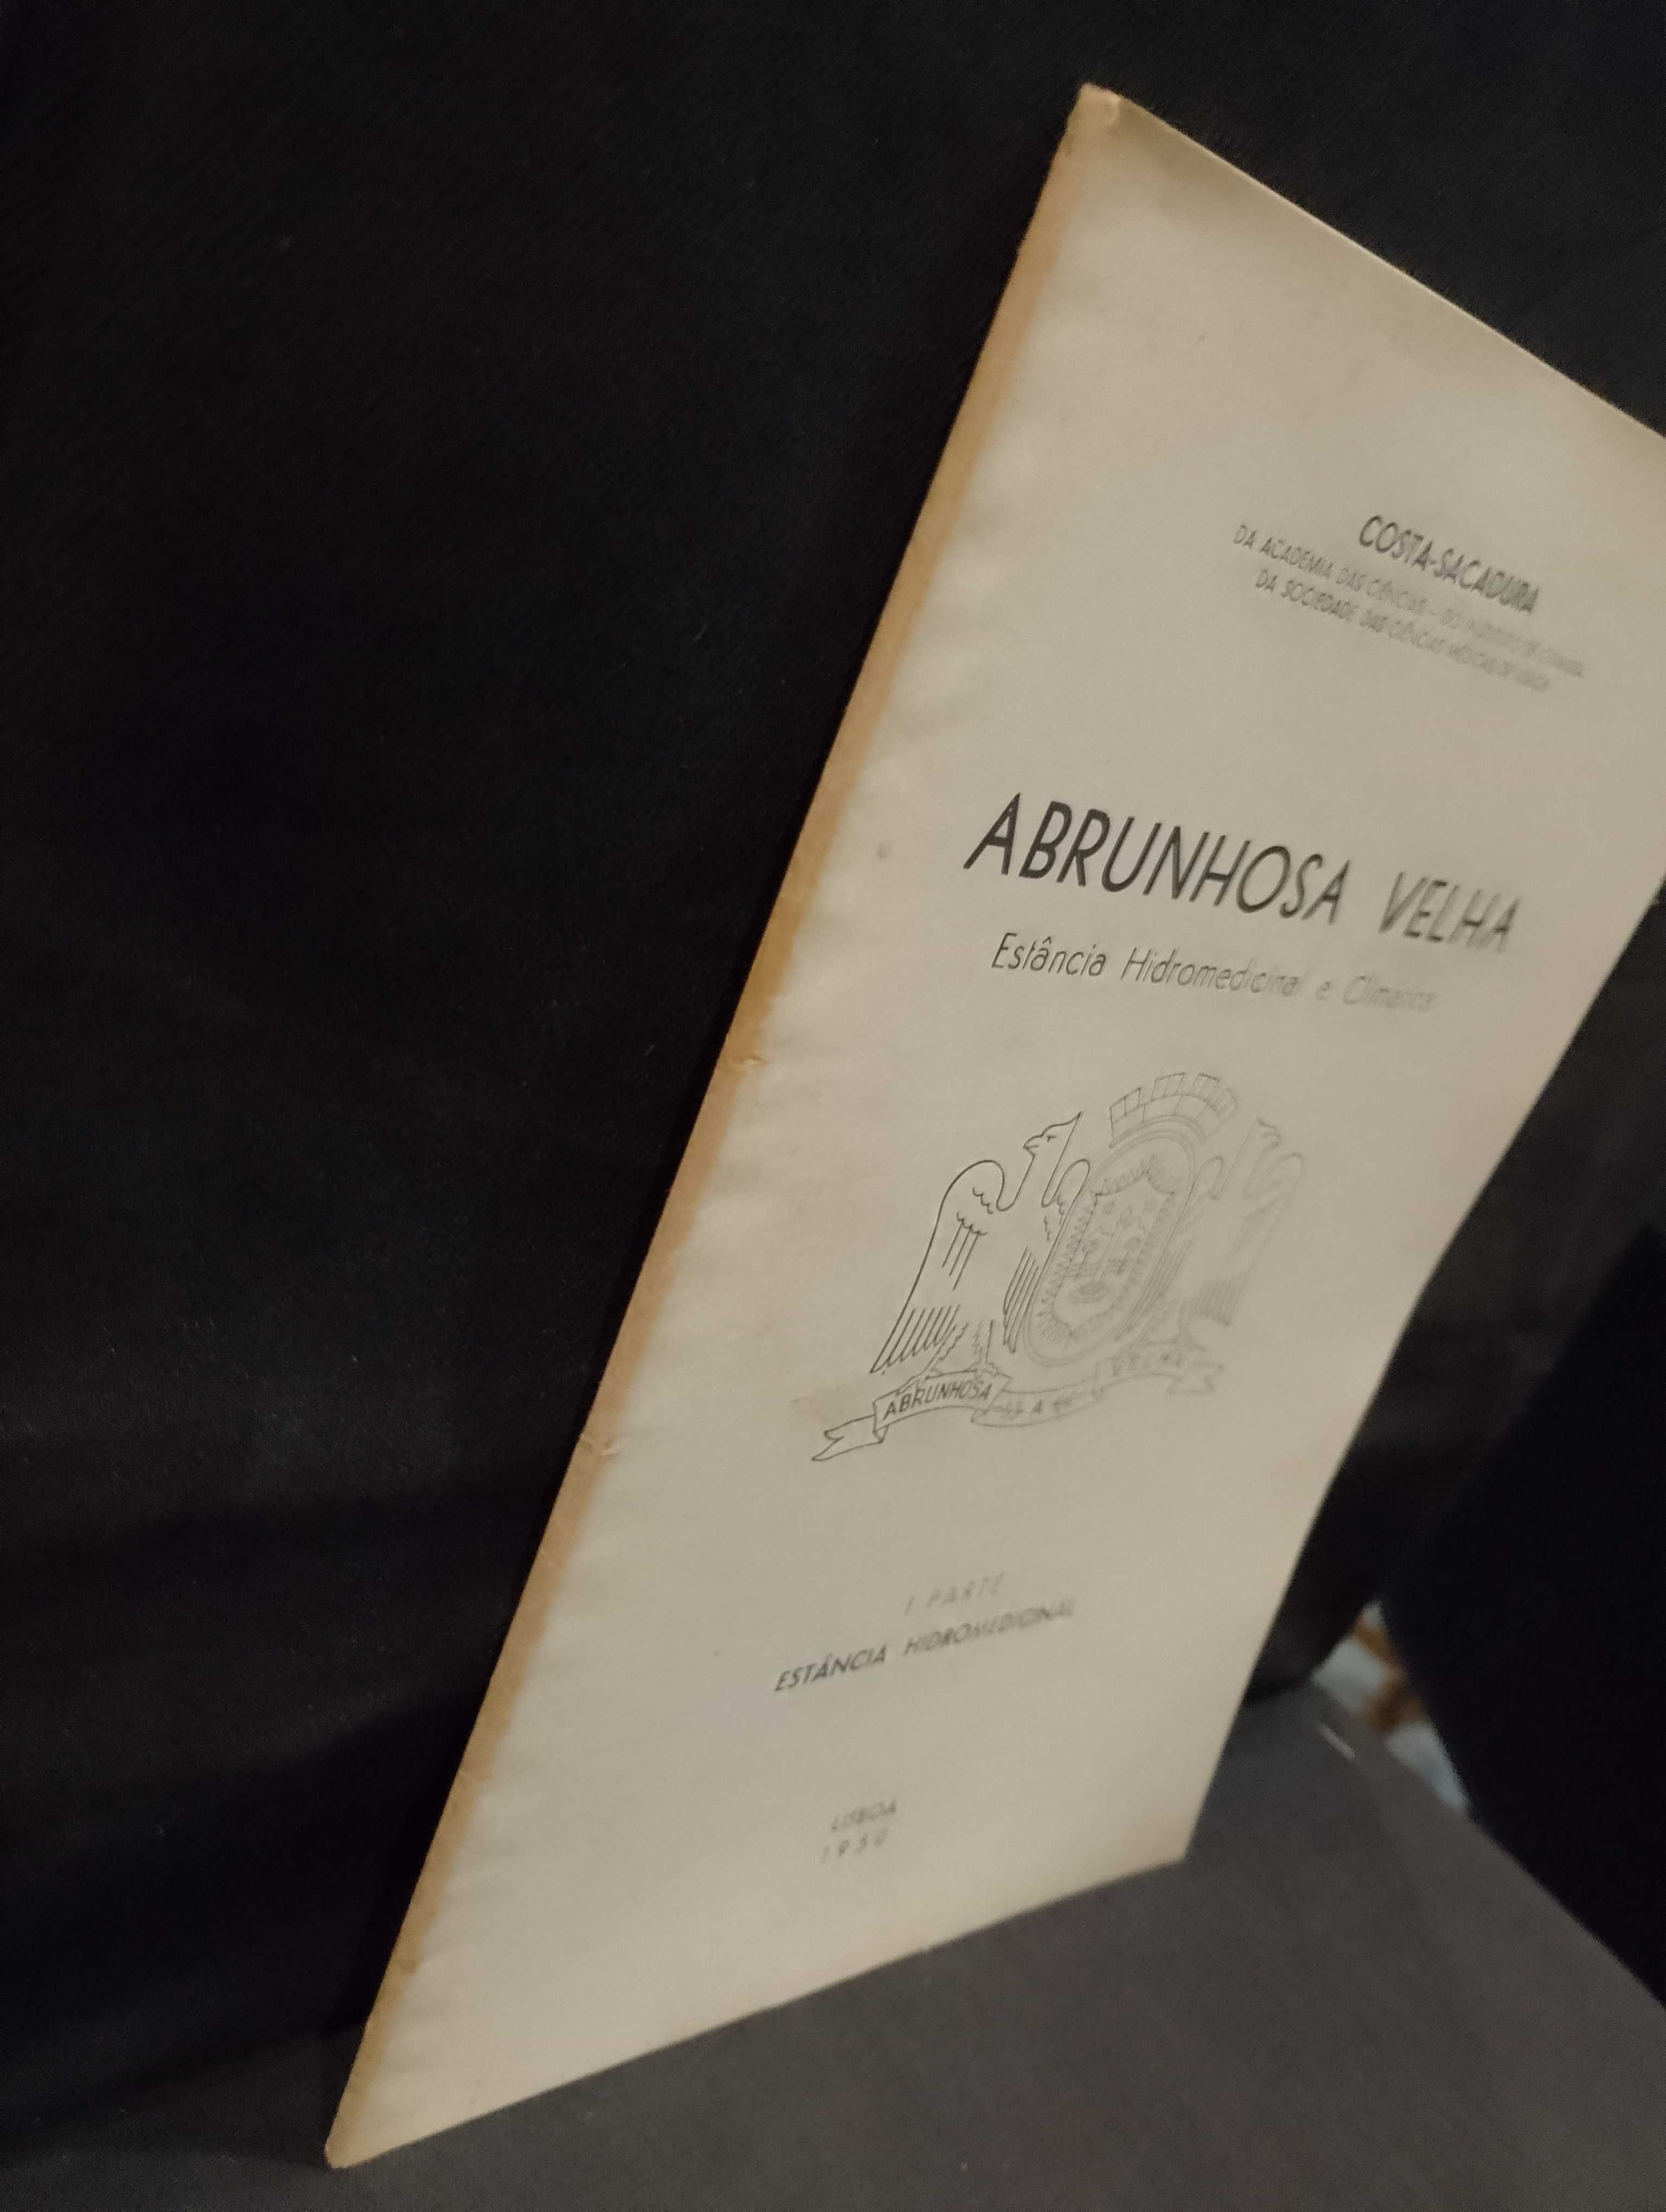 COSTA-SACADURA
DA ACADEMIA DAS CIÊNCIAS — DO INSTITUTO DE COIMBRA
DA SOCIEDADE DAS CIÊNCIAS MÉDICAS DE LISBOA
ABRUNHOSA VELHA
Estância Hidromedicinal e Climática
ABRUNHOSA A VELHA
I PARTE
ESTÂNCIA HIDROMEDICINAL
LISBOA
1950